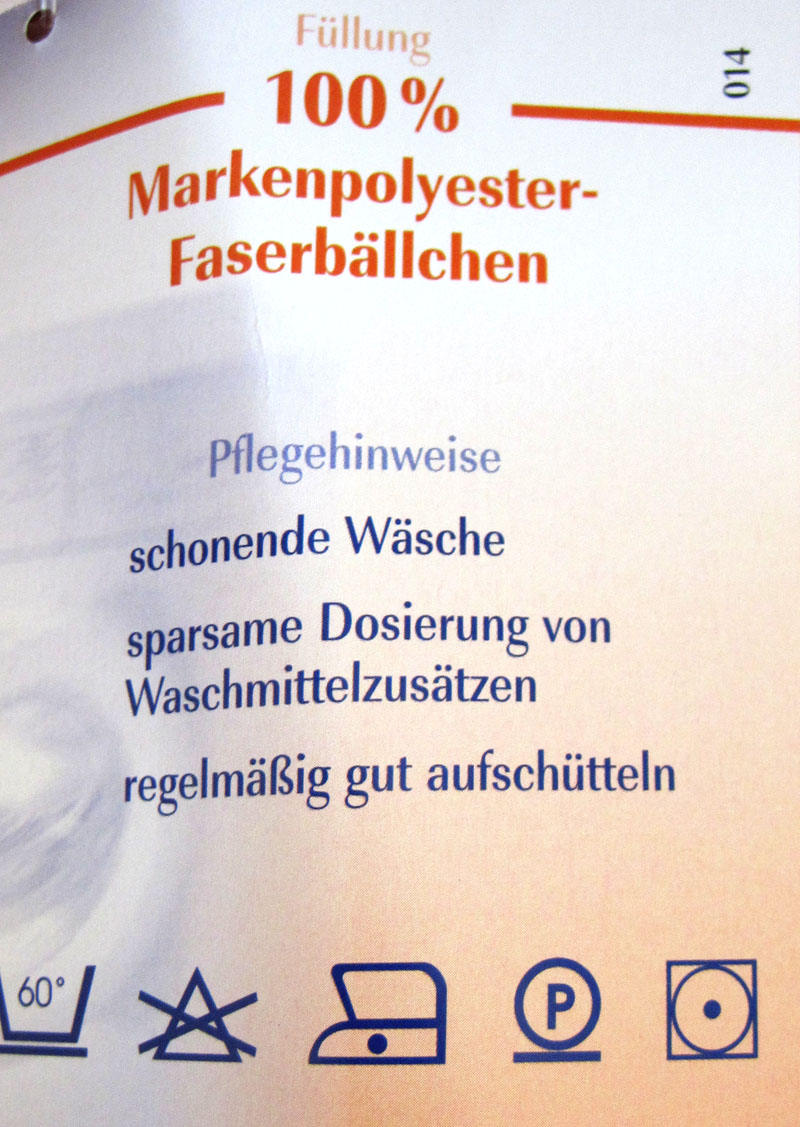 Füllung
100 %
014
Markenpolyester-
Faserbällchen
Pflegehinweise
schonende Wäsche
sparsame Dosierung von
Waschmittelzusätzen
regelmäßig gut aufschütteln
60°
P